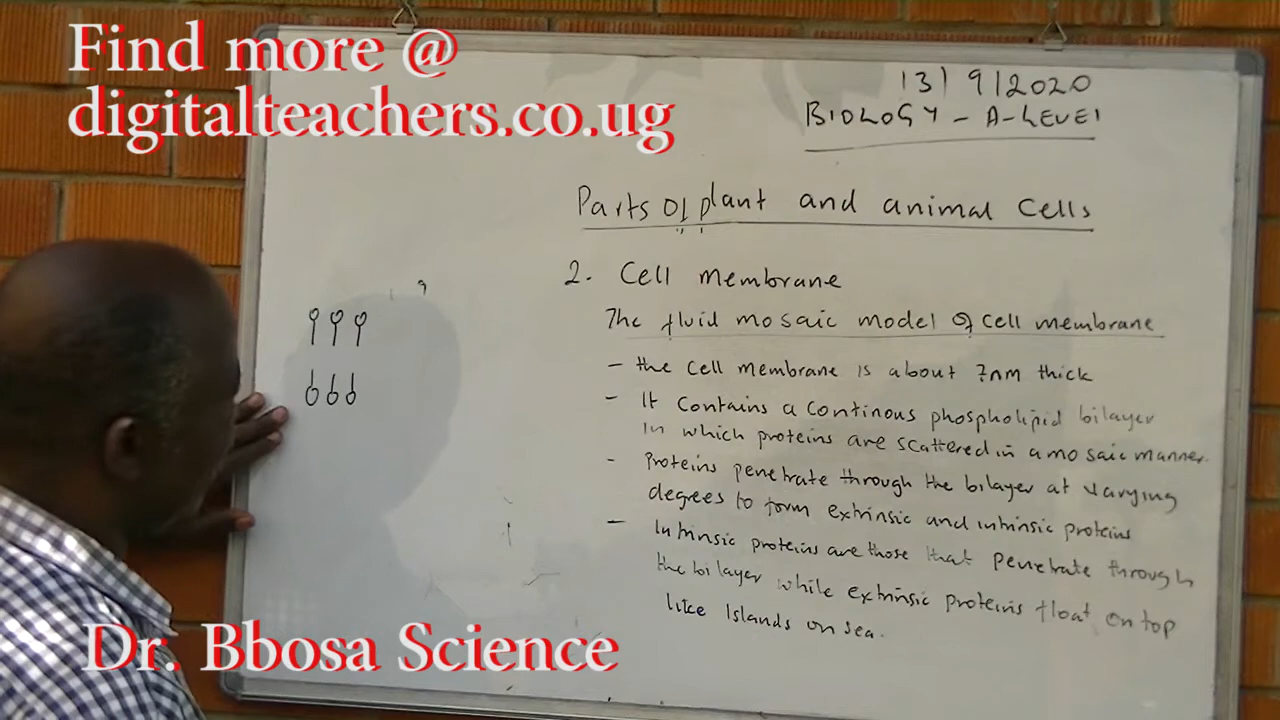 Find more @
digitalteachers.co.ug
13/9/2020
BIOLOGY - A-LEVEL
Parts of plant and animal cells
2. Cell membrane
The fluid mosaic model of cell membrane
- the cell membrane is about 7nm thick
- It contains a continous phospholipid bilayer
in which proteins are scattered in a mosaic manner.
- Proteins penetrate through the bilayer at varying
degrees to form extrinsic and intrinsic proteins
- Intrinsic proteins are those that penetrate through
the bilayer while extrinsic proteins float on top
like Islands on sea.
Dr. Bbosa Science